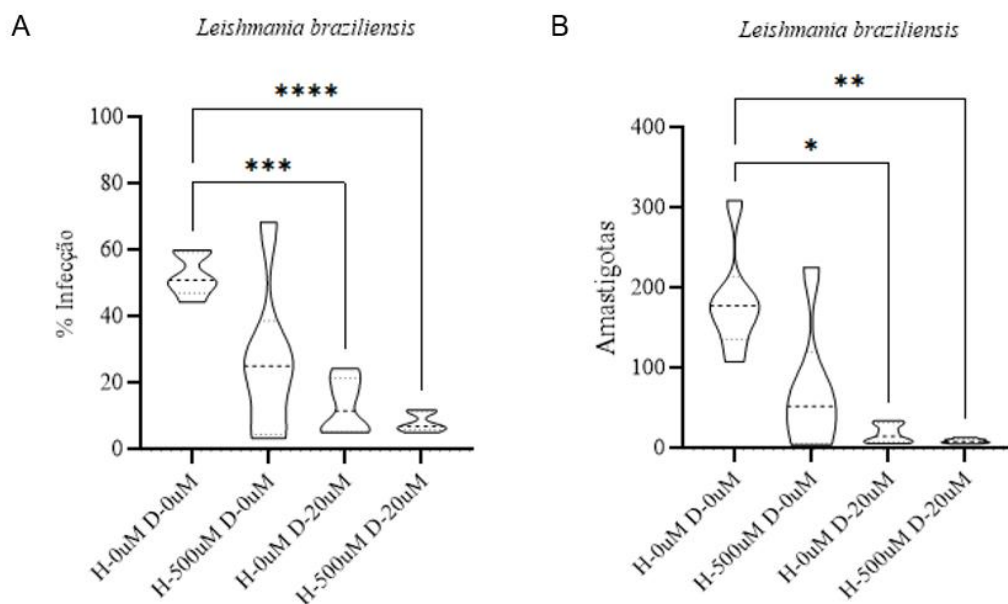 A
Leishmania braziliensis
****
***
100
80
60
40
20
0
% Infecção
H-0uM D-0uM
H-500uM D-0uM
H-0uM D-20uM
H-500uM D-20uM
B
Leishmania braziliensis
**
*
400
300
200
100
0
Amastigotas
H-0uM D-0uM
H-500uM D-0uM
H-0uM D-20uM
H-500uM D-20uM